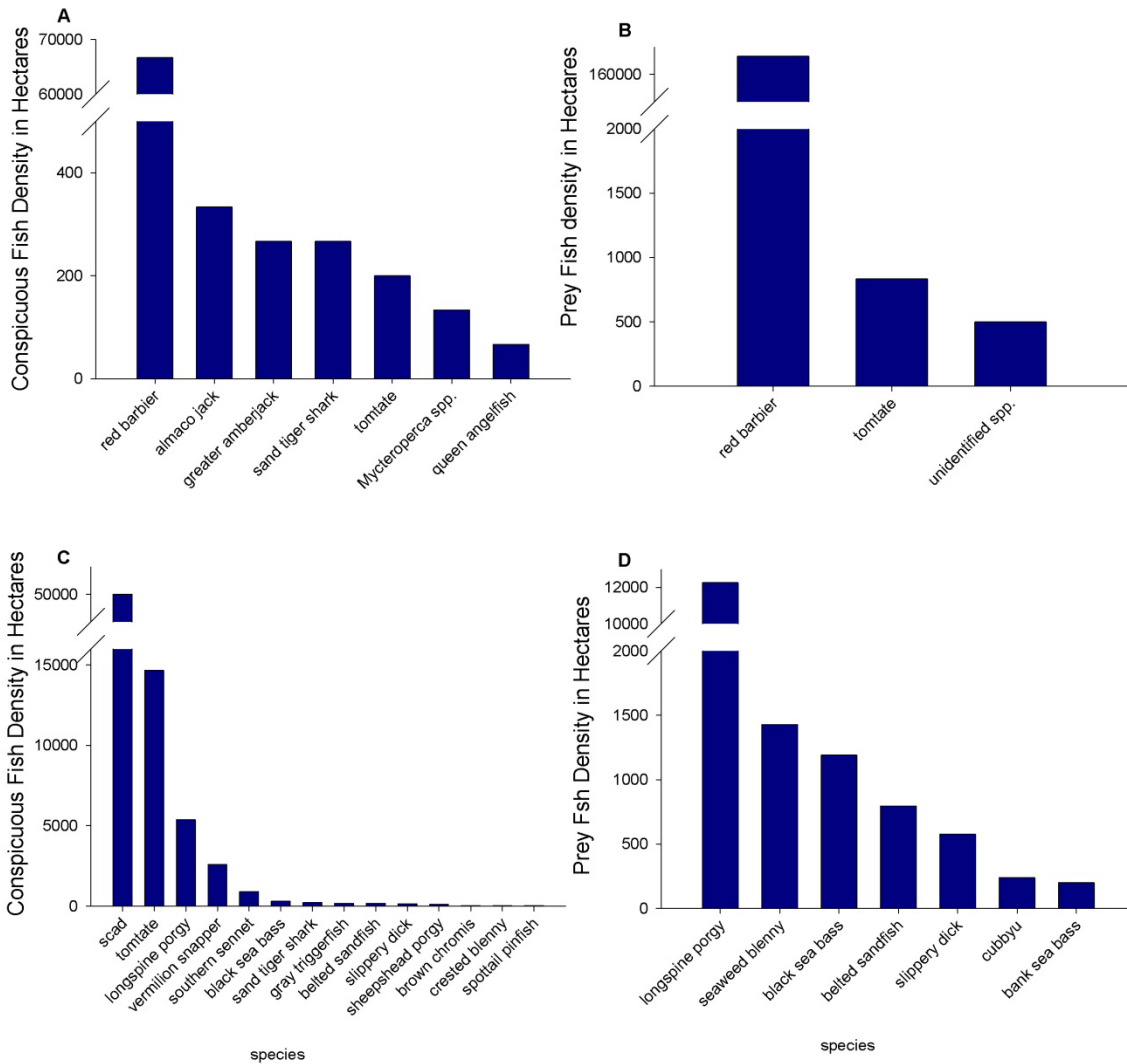 A
Conspicuous Fish Density in Hectares
70000
60000
400
200
0
red barbier
almaco jack
greater amberjack
sand tiger shark
tomtate
Mycteroperca spp.
queen angelfish
B
Prey Fish density in Hectares
160000
2000
1500
1000
500
0
red barbier
tomtate
unidentified spp.
C
Conspicuous Fish Density in Hectares
50000
15000
10000
5000
0
scad
tomtate
longspine porgy
vermilion snapper
southern sennet
black sea bass
sand tiger shark
gray triggerfish
belted sandfish
slippery dick
sheepshead porgy
brown chromis
crested blenny
spottail pinfish
species
D
Prey Fsh Density in Hectares
12000
10000
2000
1500
1000
500
0
longspine porgy
seaweed blenny
black sea bass
belted sandfish
slippery dick
cubbyu
bank sea bass
species